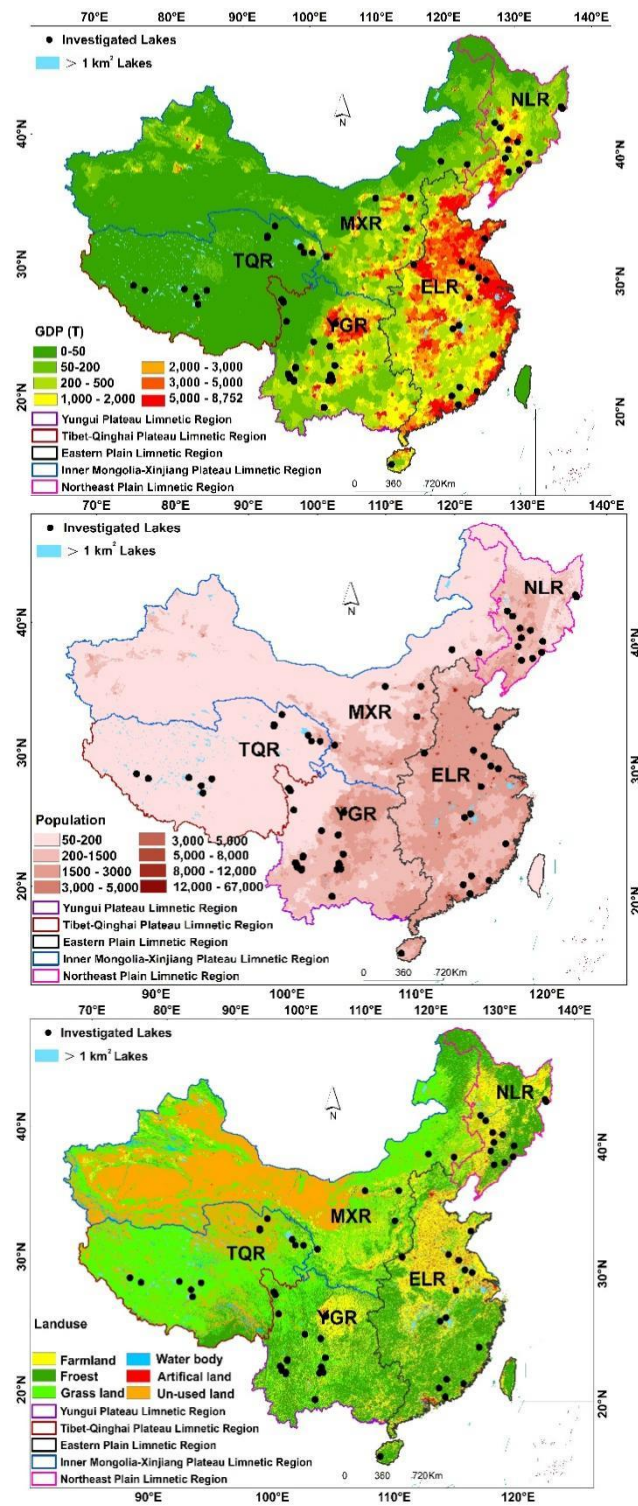 70°E 80°E 90°E 100°E 110°E 120°E 130°E 140°E
● Investigated Lakes
> 1 km² Lakes
NLR
N
40°N 40°N
MXR
TQR
30°N 30°N
ELR
YGR
GDP (T)
0-50 2,000 - 3,000
50-200 3,000 - 5,000
200 - 500 5,000 - 8,752
1,000 - 2,000
20°N 20°N
Yungui Plateau Limnetic Region
Tibet-Qinghai Plateau Limnetic Region
Eastern Plain Limnetic Region
Inner Mongolia-Xinjiang Plateau Limnetic Region
Northeast Plain Limnetic Region
0 360 720Km
70°E 80°E 90°E 100°E 110°E 120°E 130°E 140°E
● Investigated Lakes
> 1 km² Lakes
NLR
N
40°N 40°N
MXR
TQR
30°N 30°N
ELR
YGR
Population
50-200 3,000 - 5,000
200-1500 5,000 - 8,000
1500 - 3000 8,000 - 12,000
3,000 - 5,000 12,000 - 67,000
20°N 20°N
Yungui Plateau Limnetic Region
Tibet-Qinghai Plateau Limnetic Region
Eastern Plain Limnetic Region
Inner Mongolia-Xinjiang Plateau Limnetic Region
Northeast Plain Limnetic Region
0 360 720Km
90°E 100°E 110°E 120°E
70°E 80°E 90°E 100°E 110°E 120°E 130°E 140°E
● Investigated Lakes
> 1 km² Lakes
NLR
N
40°N 40°N
MXR
TQR
30°N 30°N
ELR
YGR
Landuse
Farmland Water body
Froest Artifical land
Grass land Un-used land
20°N 20°N
Yungui Plateau Limnetic Region
Tibet-Qinghai Plateau Limnetic Region
Eastern Plain Limnetic Region
Inner Mongolia-Xinjiang Plateau Limnetic Region
Northeast Plain Limnetic Region
0 360 720Km
90°E 100°E 110°E 120°E